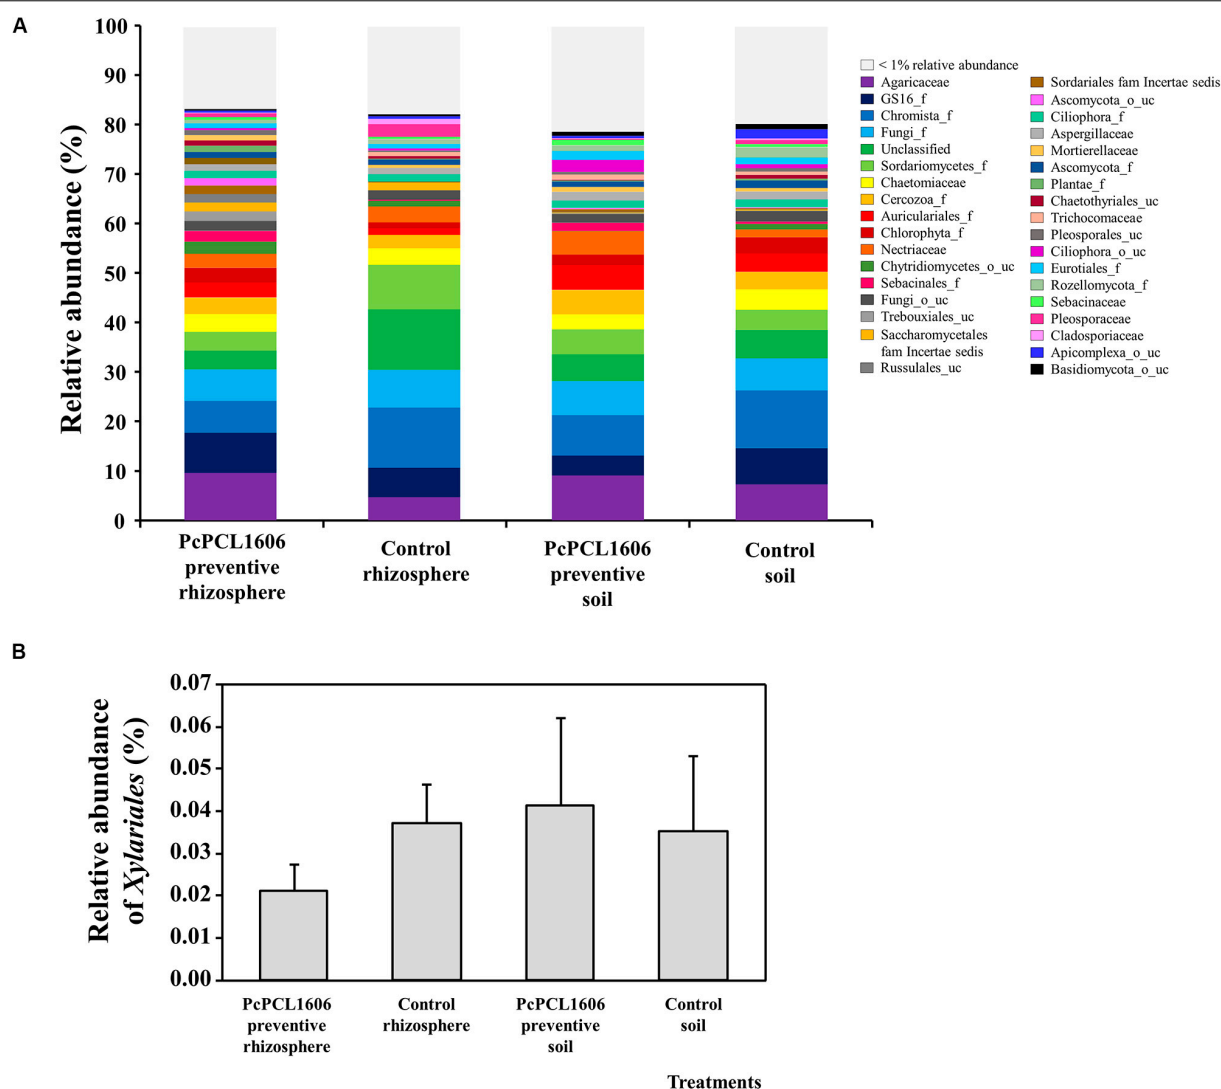 A
Relative abundance (%)
100
90
80
70
60
50
40
30
20
10
0
PcPCL1606
preventive
rhizosphere
Control
rhizosphere
PcPCL1606
preventive
soil
Control
soil
< 1% relative abundance
Agaricaceae
GS16_f
Chromista_f
Fungi_f
Unclassified
Sordariomycetes_f
Chaetomiaceae
Cercozoa_f
Auriculariales_f
Chlorophyta_f
Nectriaceae
Chytridiomycetes_o_uc
Sebacinales_f
Fungi_o_uc
Trebouxiales_uc
Saccharomycetales
fam Incertae sedis
Russulales_uc
Sordariales fam Incertae sedis
Ascomycota_o_uc
Ciliophora_f
Aspergillaceae
Mortierellaceae
Ascomycota_f
Plantae_f
Chaetothyriales_uc
Trichocomaceae
Pleosporales_uc
Ciliophora_o_uc
Eurotiales_f
Rozellomycota_f
Sebacinaceae
Pleosporaceae
Cladosporiaceae
Apicomplexa_o_uc
Basidiomycota_o_uc
B
Relative abundance
of Xylariales (%)
0.07
0.06
0.05
0.04
0.03
0.02
0.01
0.00
PcPCL1606
preventive
rhizosphere
Control
rhizosphere
PcPCL1606
preventive
soil
Control
soil
Treatments